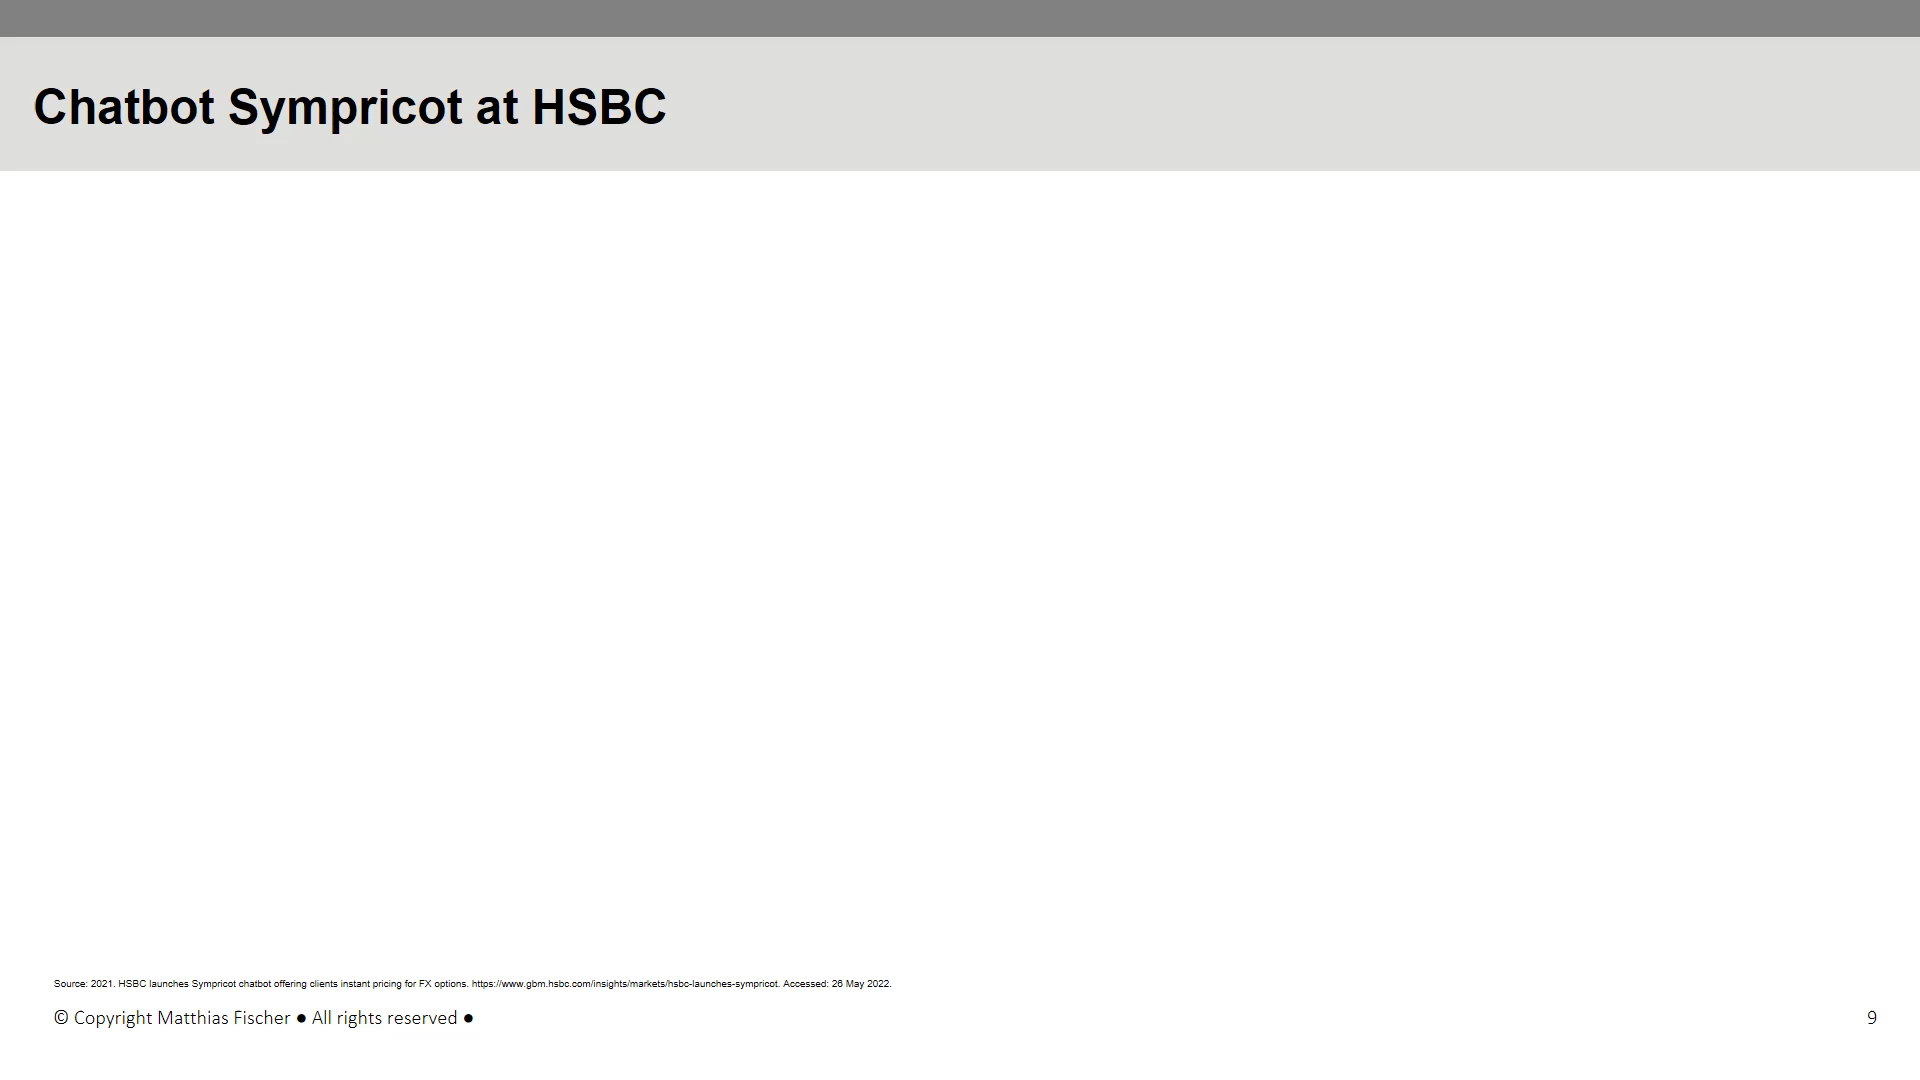 Chatbot Sympricot at HSBC
Source: 2021. HSBC launches Sympricot chatbot offering clients instant pricing for FX options. https://www.gbm.hsbc.com/insights/markets/hsbc-launches-sympricot. Accessed: 26 May 2022.
© Copyright Matthias Fischer ● All rights reserved ●
9